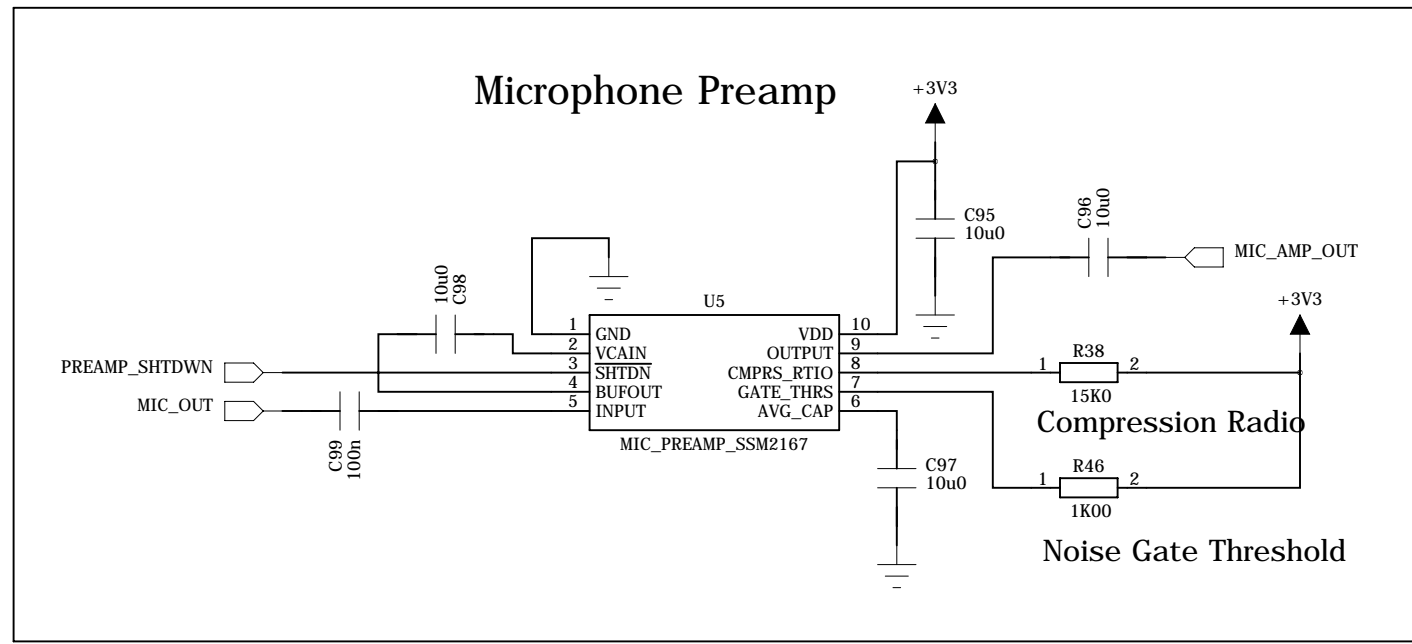 Microphone Preamp
+3V3
C95
10u0
C96
10u0
MIC_AMP_OUT
+3V3
10u0
C98
U5
1 GND
2 VCAIN
3 SHTDN
4 BUFOUT
5 INPUT
VDD 10
OUTPUT 9
CMPRS_RTIO 8
GATE_THRS 7
AVG_CAP 6
MIC_PREAMP_SSM2167
PREAMP_SHTDWN
MIC_OUT
C99
100n
C97
10u0
1 R38 2
15K0
Compression Radio
1 R46 2
1K00
Noise Gate Threshold